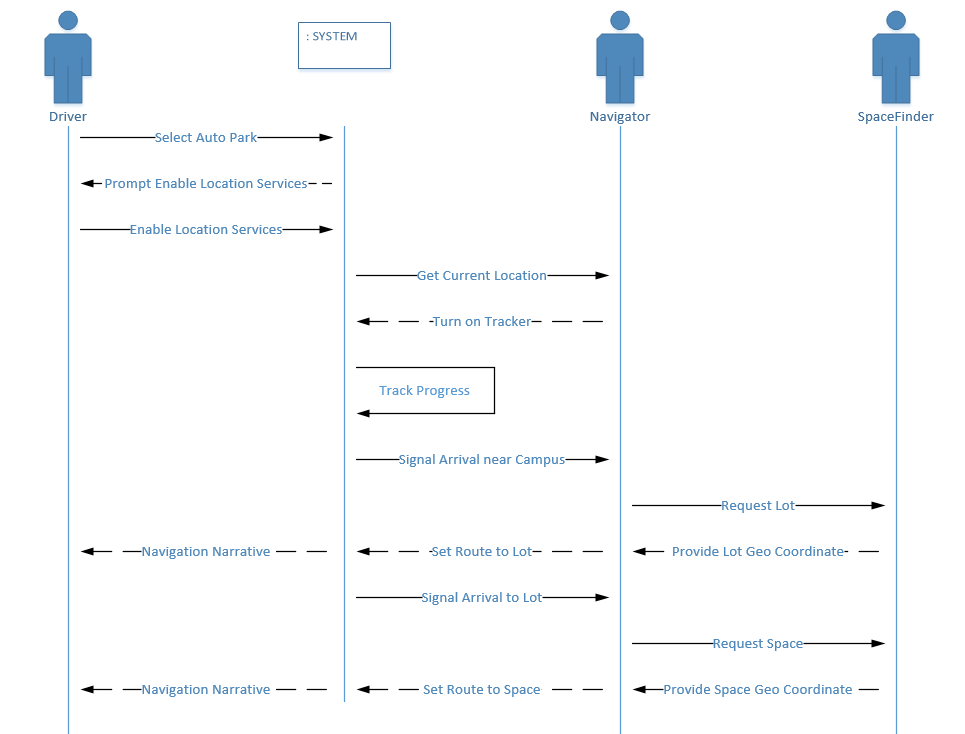 : SYSTEM
Driver
Navigator
SpaceFinder
Select Auto Park
Prompt Enable Location Services
Enable Location Services
Get Current Location
Turn on Tracker
Track Progress
Signal Arrival near Campus
Request Lot
Navigation Narrative
Set Route to Lot
Provide Lot Geo Coordinate
Signal Arrival to Lot
Request Space
Navigation Narrative
Set Route to Space
Provide Space Geo Coordinate